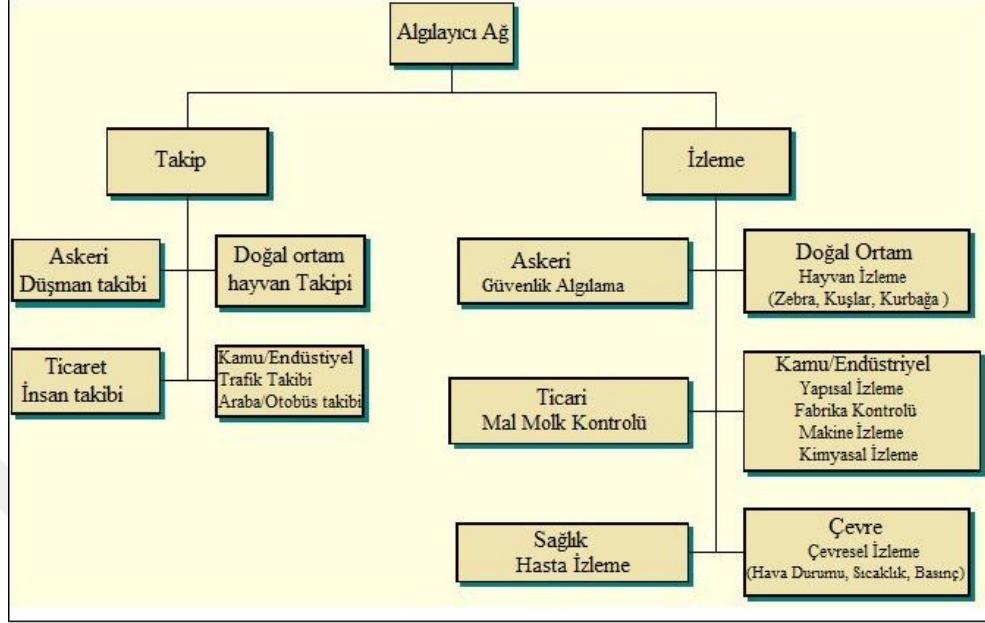 Algılayıcı Ağ
Takip
İzleme
Askeri
Düşman takibi
Doğal ortam
hayvan Takipi
Ticaret
İnsan takibi
Kamu/Endüstiyel
Trafik Takibi
Araba/Otobüs takibi
Askeri
Güvenlik Algılama
Doğal Ortam
Hayvan İzleme
(Zebra, Kuşlar, Kurbağa )
Ticari
Mal Molk Kontrolü
Kamu/Endüstriyel
Yapısal İzleme
Fabrika Kontrolü
Makine İzleme
Kimyasal İzleme
Sağlık
Hasta İzleme
Çevre
Çevresel İzleme
(Hava Durumu, Sıcaklık, Basınç)